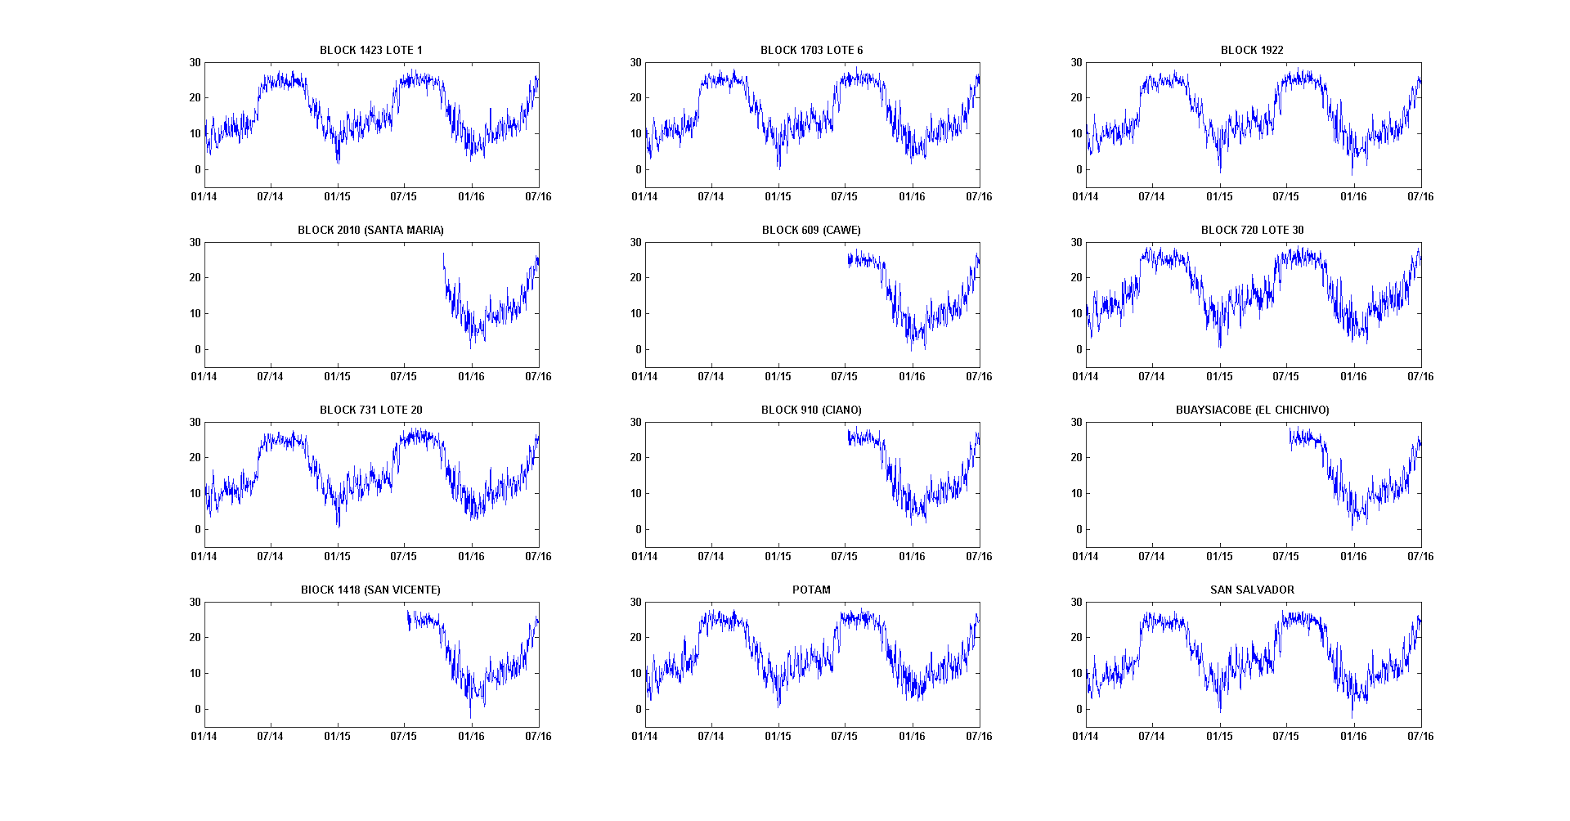 BLOCK 1423 LOTE 1
30
20
10
0
01/14 07/14 01/15 07/15 01/16 07/16
BLOCK 1703 LOTE 6
30
20
10
0
01/14 07/14 01/15 07/15 01/16 07/16
BLOCK 1922
30
20
10
0
01/14 07/14 01/15 07/15 01/16 07/16
BLOCK 2010 (SANTA MARIA)
30
20
10
0
01/14 07/14 01/15 07/15 01/16 07/16
BLOCK 609 (CAWE)
30
20
10
0
01/14 07/14 01/15 07/15 01/16 07/16
BLOCK 720 LOTE 30
30
20
10
0
01/14 07/14 01/15 07/15 01/16 07/16
BLOCK 731 LOTE 20
30
20
10
0
01/14 07/14 01/15 07/15 01/16 07/16
BLOCK 910 (CIANO)
30
20
10
0
01/14 07/14 01/15 07/15 01/16 07/16
BUAYSIACOBE (EL CHICHIVO)
30
20
10
0
01/14 07/14 01/15 07/15 01/16 07/16
BIOCK 1418 (SAN VICENTE)
30
20
10
0
01/14 07/14 01/15 07/15 01/16 07/16
POTAM
30
20
10
0
01/14 07/14 01/15 07/15 01/16 07/16
SAN SALVADOR
30
20
10
0
01/14 07/14 01/15 07/15 01/16 07/16